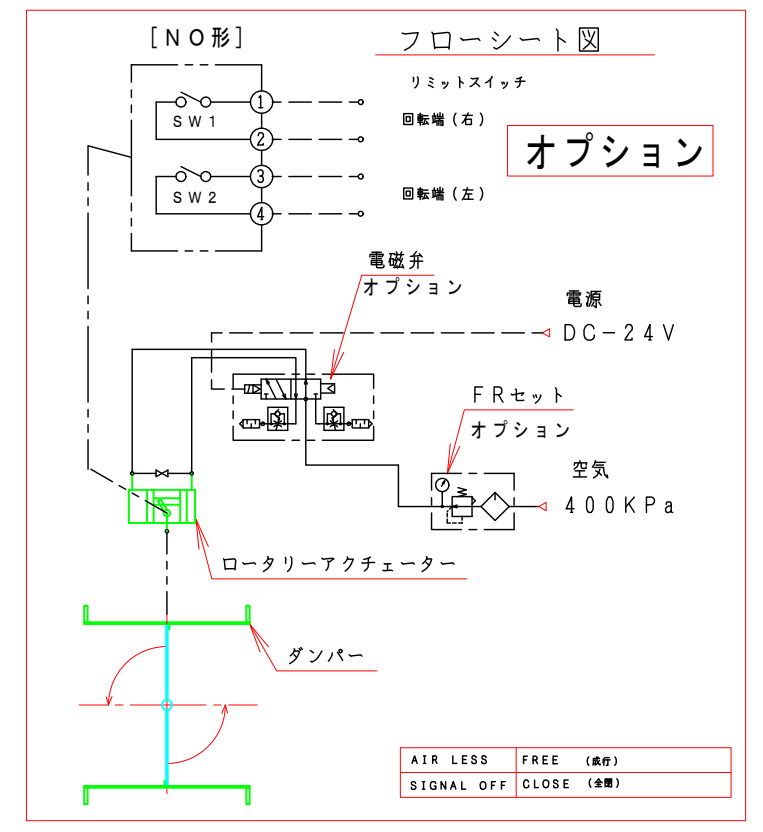 [NO形]
フローシート図
リミットスイッチ
① 回転端(右)
SW1
②
オプション
③
SW2 回転端(左)
④
電磁弁
オプション
電源
DC-24V
FRセット
オプション
空気
400KPa
ロータリーアクチェーター
ダンパー
AIR LESS FREE (成行)
SIGNAL OFF CLOSE (全閉)